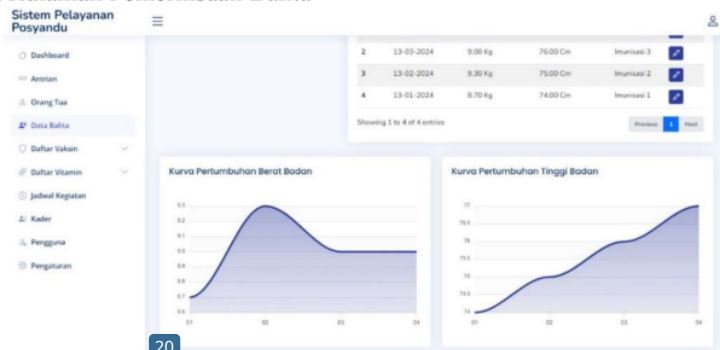 Sistem Pelayanan
Posyandu
Dashboard
Antrian
Orang Tua
Data Balita
Daftar Vaksin
Daftar Vitamin
Jadwal Kegiatan
Kader
Pengguna
Pengaturan
2 13-03-2024 9.00 Kg 76.00 Cm Imunisasi 3
3 13-02-2024 9.30 Kg 75.00 Cm Imunisasi 2
4 13-01-2024 8.70 Kg 74.00 Cm Imunisasi 1
Showing 1 to 4 of 4 entries
Previous 1 Next
Kurva Pertumbuhan Berat Badan
9.3
9.2
9.1
9.0
8.9
8.8
8.7
8.6
01 02 03 04
Kurva Pertumbuhan Tinggi Badan
77
76.5
76
75.5
75
74.5
74
01 02 03 04
20